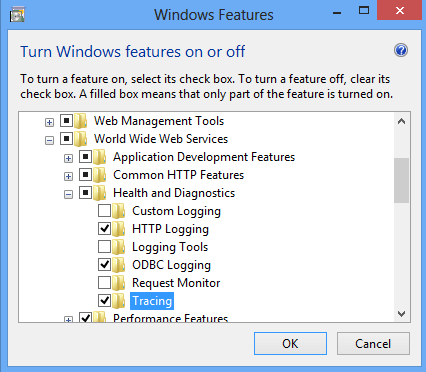 Windows Features
Turn Windows features on or off
To turn a feature on, select its check box. To turn a feature off, clear its
check box. A filled box means that only part of the feature is turned on.
Web Management Tools
World Wide Web Services
Application Development Features
Common HTTP Features
Health and Diagnostics
Custom Logging
HTTP Logging
Logging Tools
ODBC Logging
Request Monitor
Tracing
Performance Features
OK
Cancel